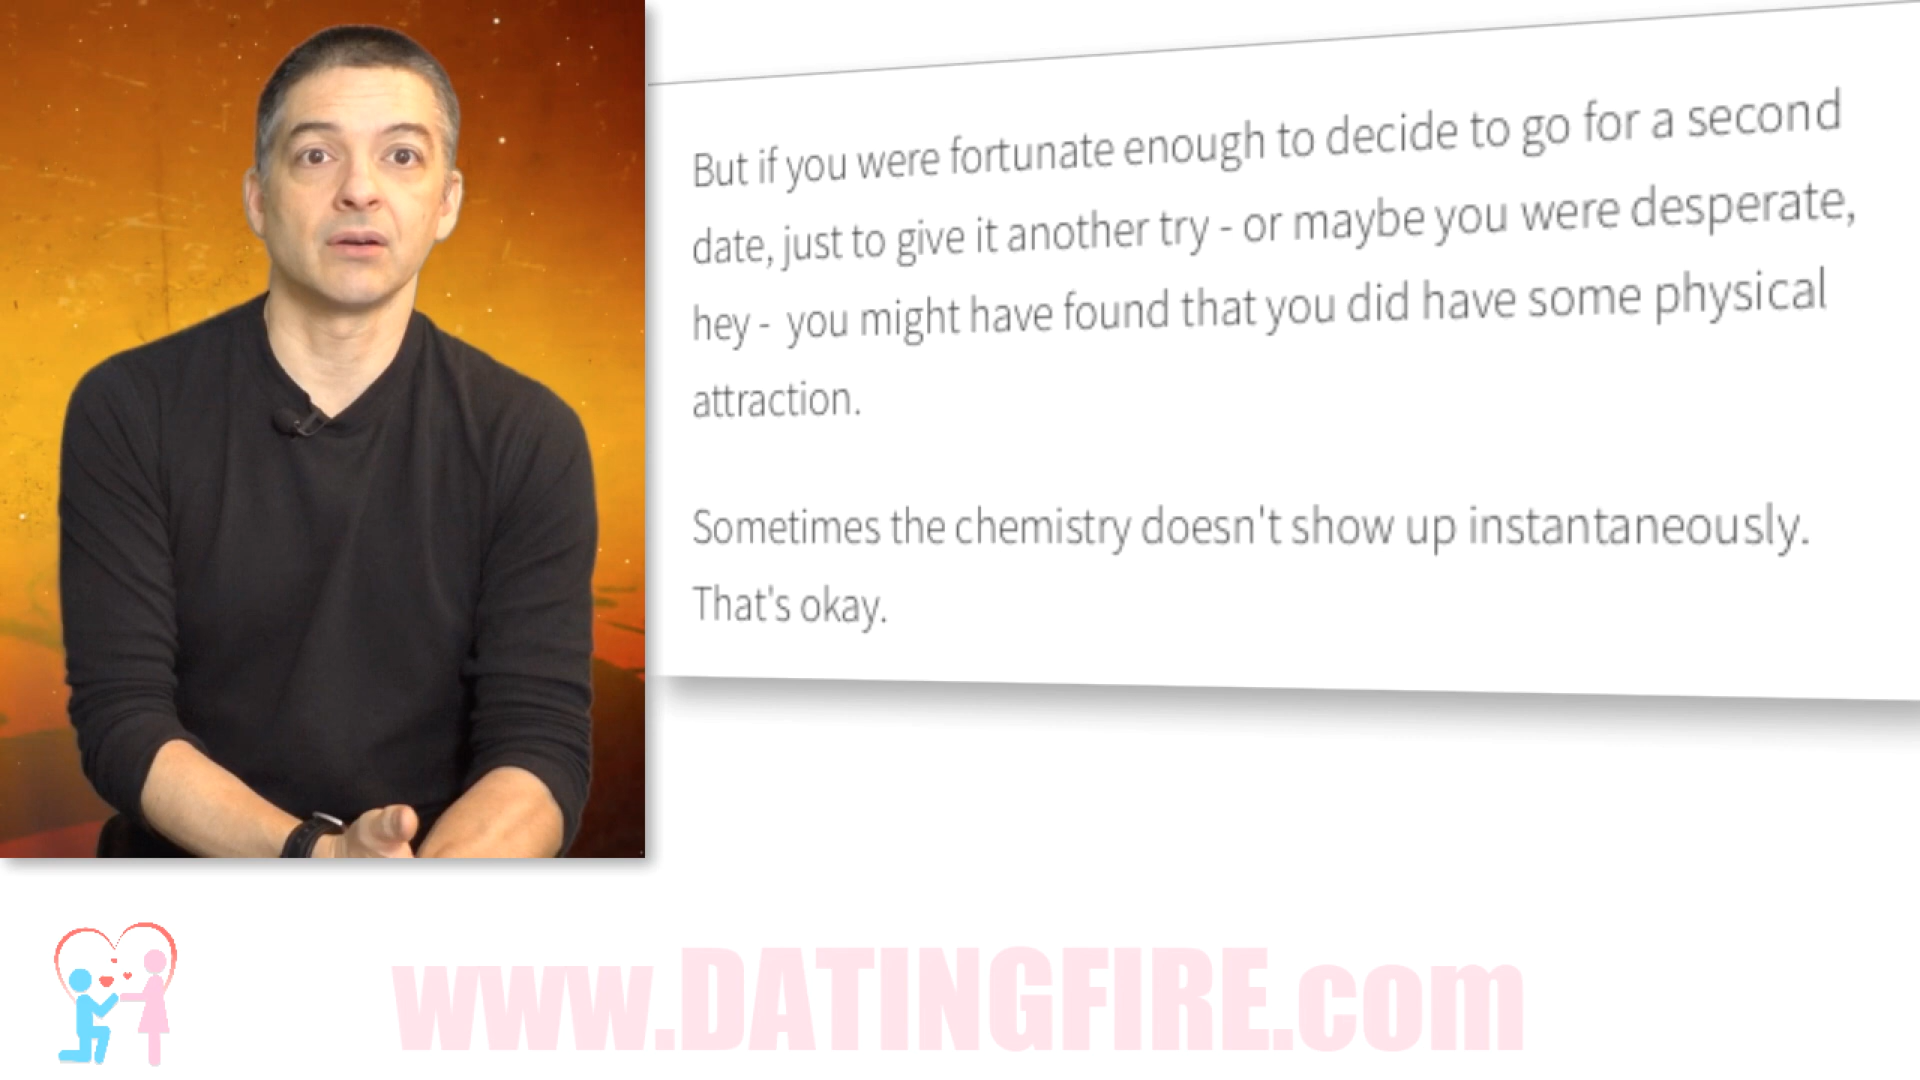 But if you were fortunate enough to decide to go for a second
date, just to give it another try - or maybe you were desperate,
hey - you might have found that you did have some physical
attraction.
Sometimes the chemistry doesn't show up instantaneously.
That's okay.
www.DATINGFIRE.com